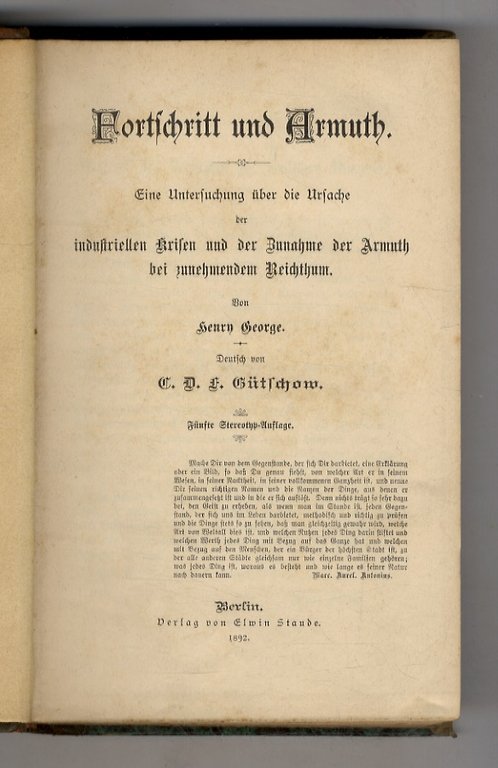 Fortschritt und Armuth.
Eine Untersuchung über die Ursache
der
industriellen Krisen und der Zunahme der Armuth
bei zunehmendem Reichthum.
Von
Henry George.
Deutsch von
C. D. F. Gütschow.
Fünfte Stereotyp-Auflage.
Mache Dir von dem Gegenstande, der sich Dir darbietet, eine Erklärung
oder ein Bild, so daß Du genau siehst, von welcher Art er in seinem
Wesen, in seiner Nacktheit, in seiner vollkommenen Ganzheit ist, und nenne
Dir seinen richtigen Namen und die Namen der Dinge, aus denen er
zusammengesetzt ist und in die er sich auflöst. Denn nichts trägt so sehr dazu
bei, den Geist zu erheben, als wenn man im Stande ist, jeden Gegen-
stand, der sich uns im Leben darbietet, methodisch und richtig zu prüfen
und die Dinge stets so zu sehen, daß man gleichzeitig gewahr wird, welche
Art von Weltall dies ist, und welchen Nutzen jedes Ding darin stiftet und
welchen Werth jedes Ding mit Bezug auf das Ganze hat und welchen
mit Bezug auf den Menschen, der ein Bürger der höchsten Stadt ist, zu
der alle anderen Städte gleichsam nur wie einzelne Familien gehören;
was jedes Ding ist, woraus es besteht und wie lange es seiner Natur
nach dauern kann. Marc. Aurel. Antonius.
Berlin.
Verlag von Elwin Staude.
1892.